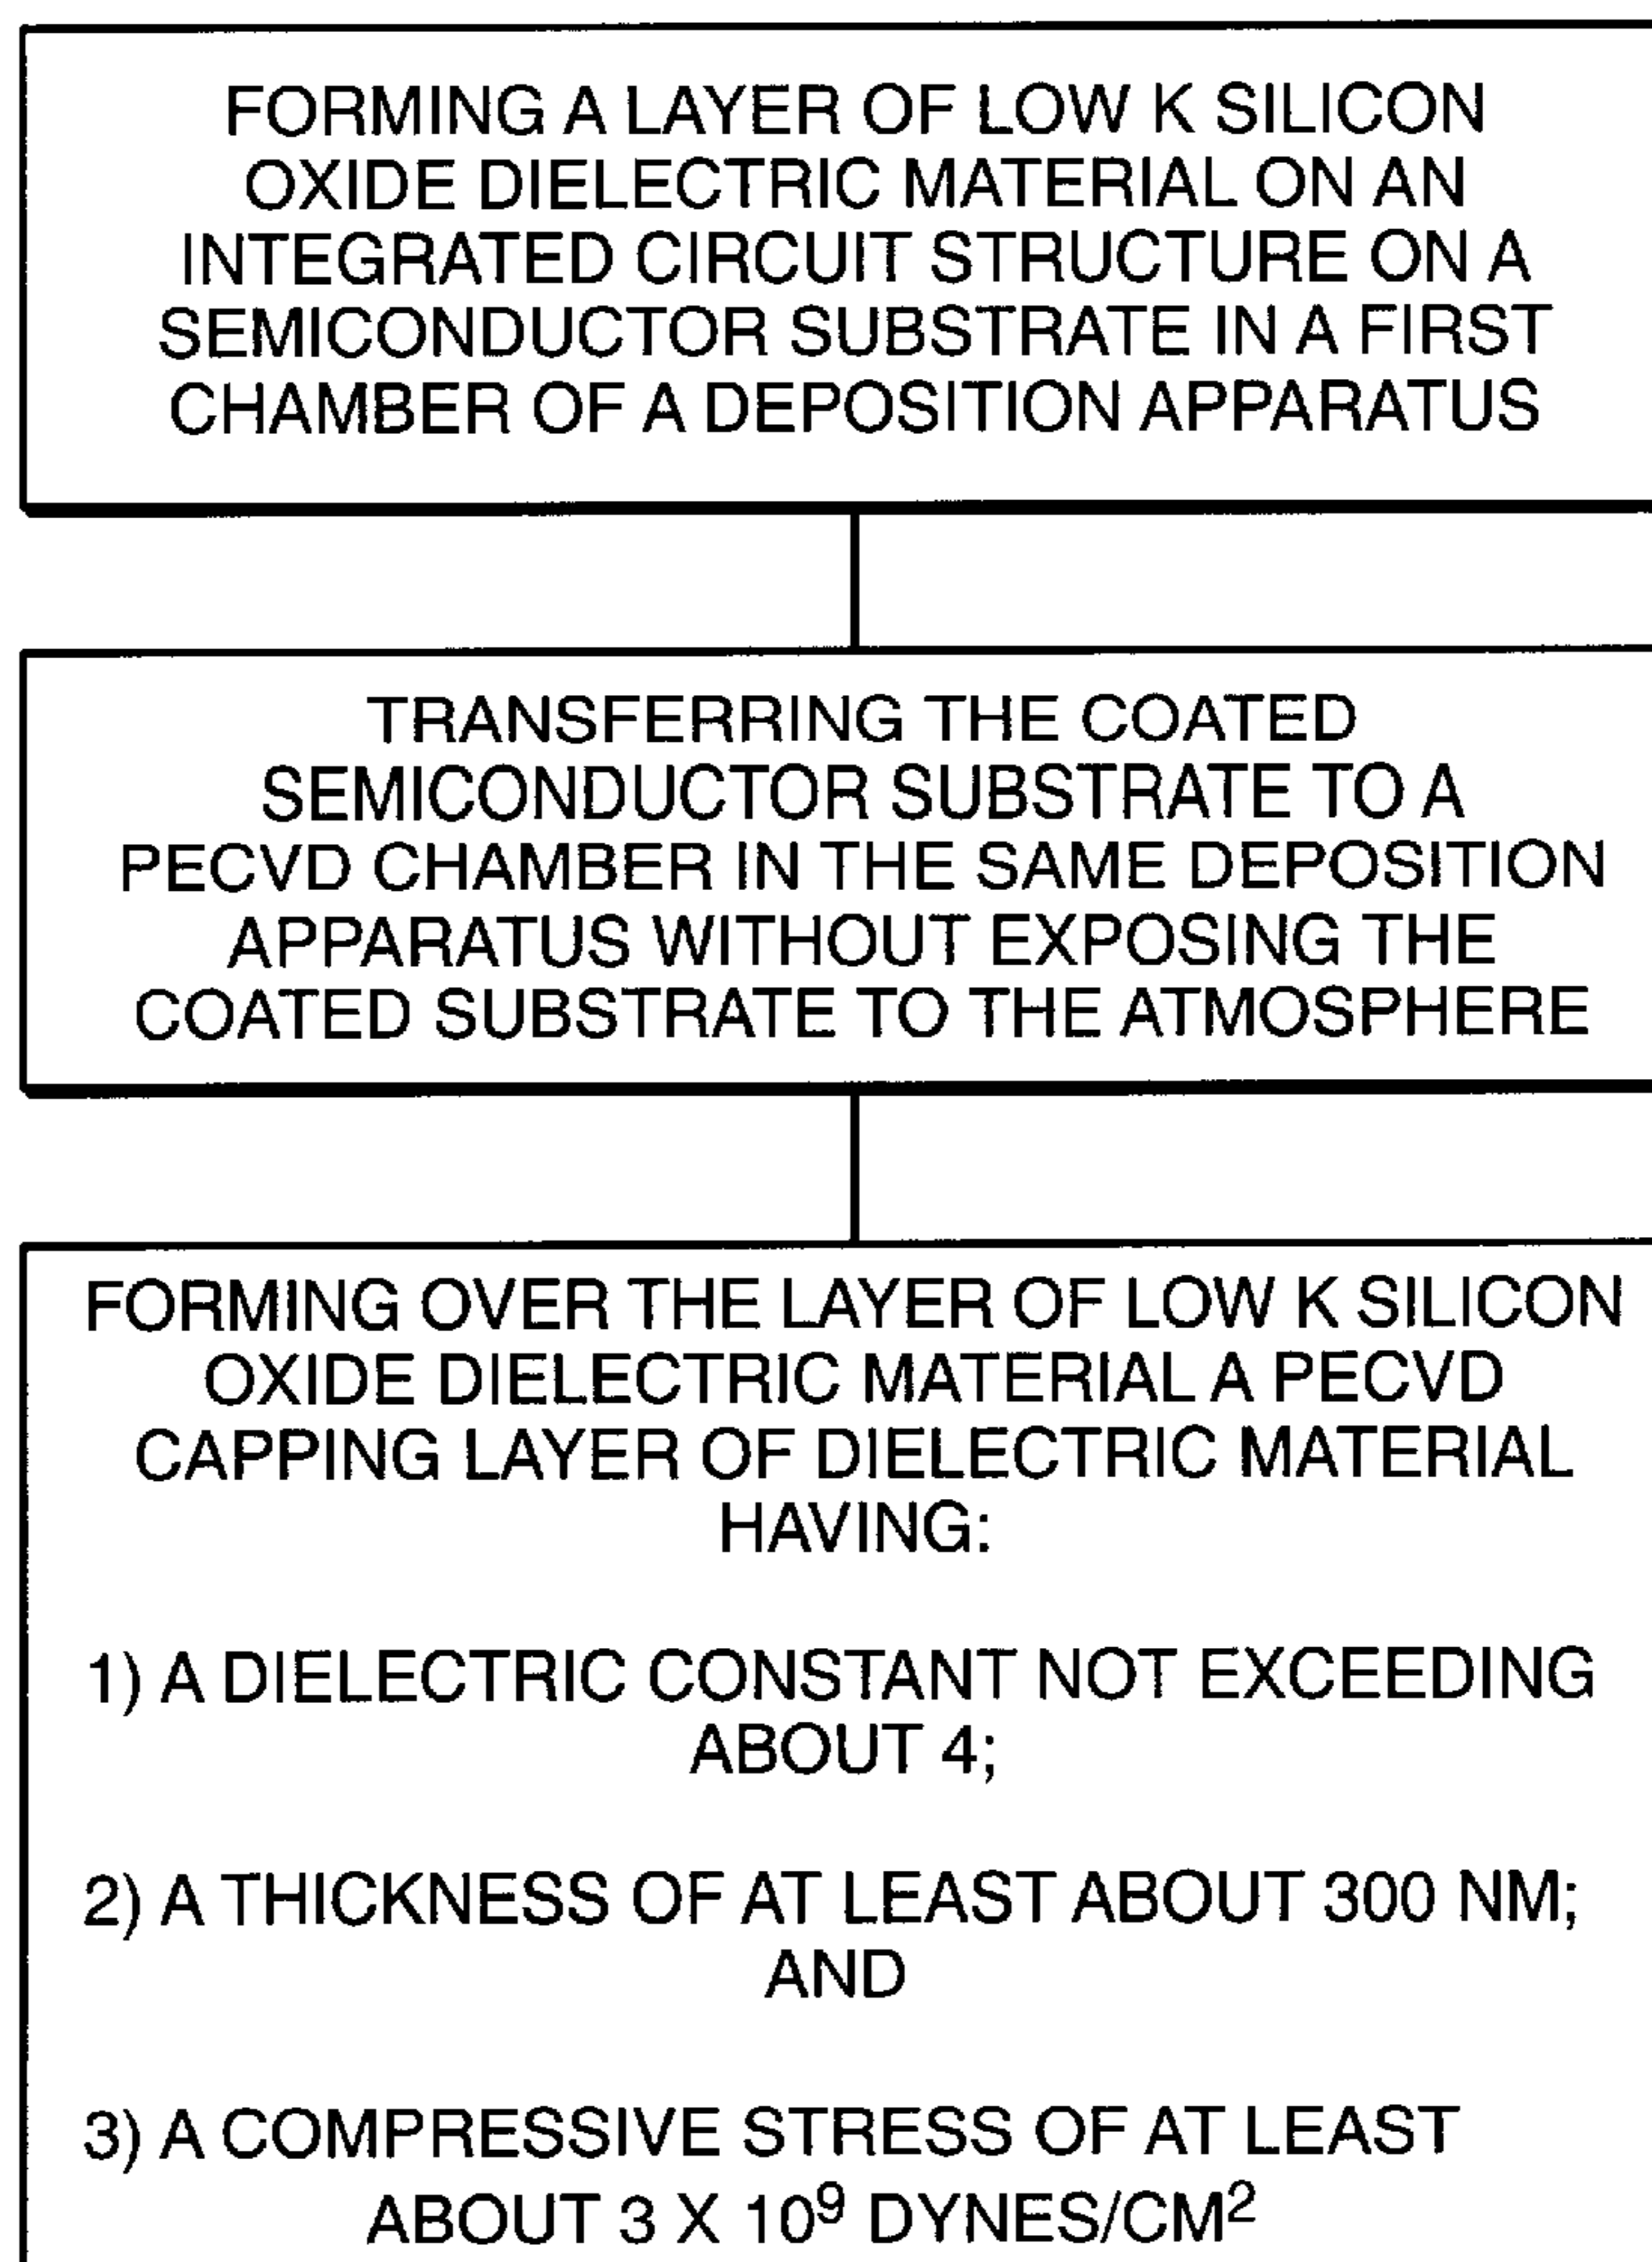 FORMING A LAYER OF LOW K SILICON
OXIDE DIELECTRIC MATERIAL ON AN
INTEGRATED CIRCUIT STRUCTURE ON A
SEMICONDUCTOR SUBSTRATE IN A FIRST
CHAMBER OF A DEPOSITION APPARATUS
TRANSFERRING THE COATED
SEMICONDUCTOR SUBSTRATE TO A
PECVD CHAMBER IN THE SAME DEPOSITION
APPARATUS WITHOUT EXPOSING THE
COATED SUBSTRATE TO THE ATMOSPHERE
FORMING OVER THE LAYER OF LOW K SILICON
OXIDE DIELECTRIC MATERIAL A PECVD
CAPPING LAYER OF DIELECTRIC MATERIAL
HAVING:
1) A DIELECTRIC CONSTANT NOT EXCEEDING
ABOUT 4;
2) A THICKNESS OF AT LEAST ABOUT 300 NM;
AND
3) A COMPRESSIVE STRESS OF AT LEAST
ABOUT 3 X 10⁹ DYNES/CM²